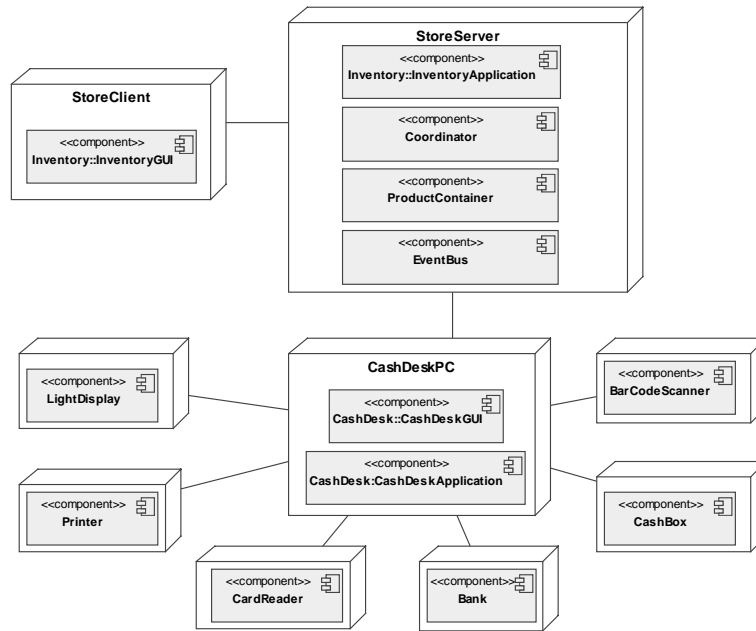 StoreServer
<<component>>
Inventory::InventoryApplication
<<component>>
Coordinator
<<component>>
ProductContainer
<<component>>
EventBus
StoreClient
<<component>>
Inventory::InventoryGUI
CashDeskPC
<<component>>
CashDesk::CashDeskGUI
<<component>>
CashDesk:CashDeskApplication
<<component>>
LightDisplay
<<component>>
BarCodeScanner
<<component>>
Printer
<<component>>
CashBox
<<component>>
CardReader
<<component>>
Bank